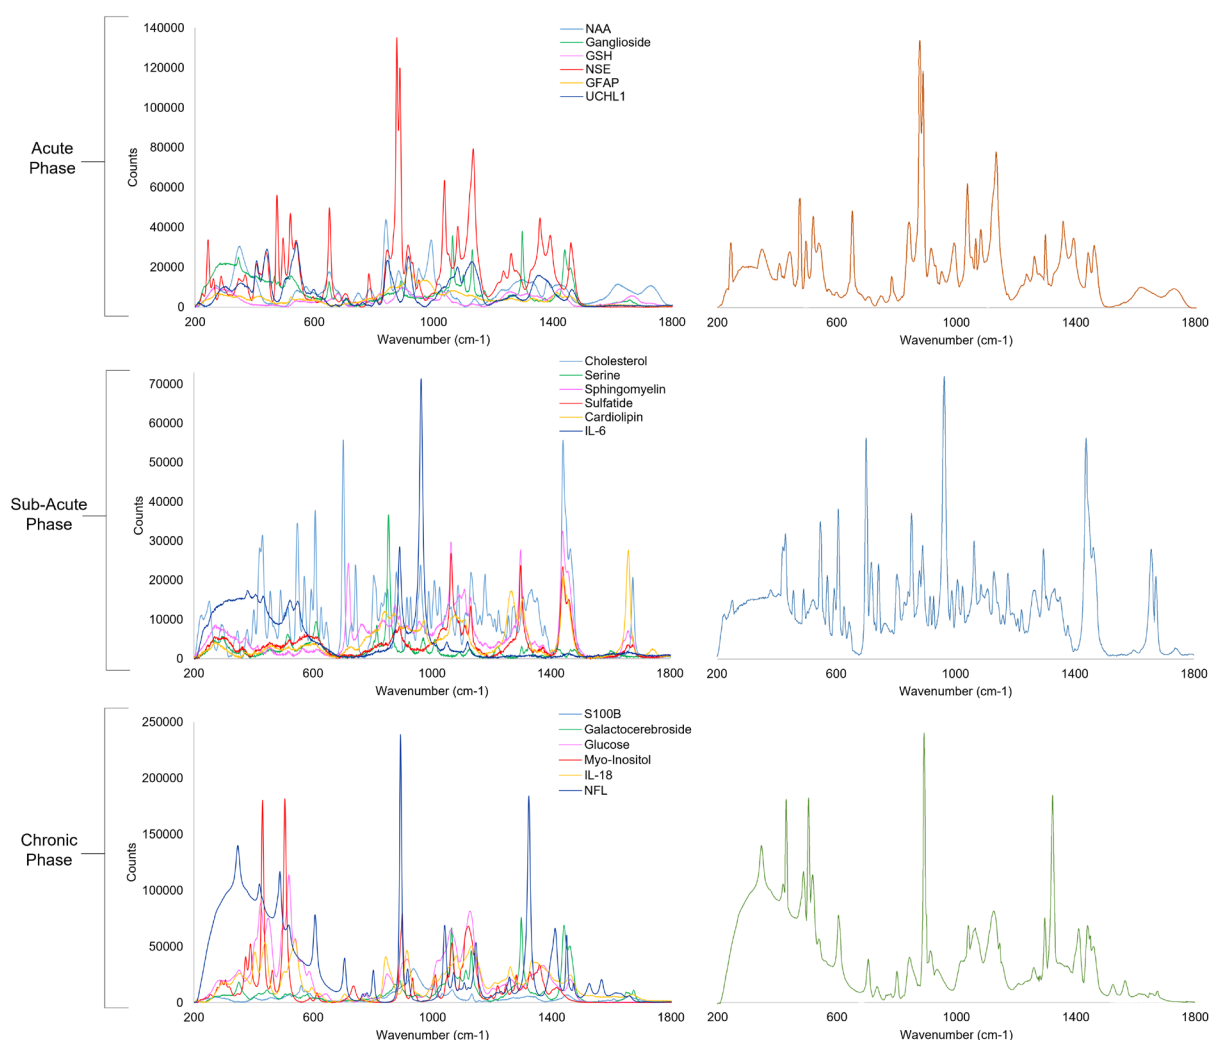 Acute
Phase
Counts
140000
120000
100000
80000
60000
40000
20000
0
200
600
1000
1400
1800
Wavenumber (cm-1)
NAA
Ganglioside
GSH
NSE
GFAP
UCHL1
200
600
1000
1400
1800
Wavenumber (cm-1)
Sub-Acute
Phase
Counts
70000
60000
50000
40000
30000
20000
10000
0
200
600
1000
1400
1800
Wavenumber (cm-1)
Cholesterol
Serine
Sphingomyelin
Sulfatide
Cardiolipin
IL-6
200
600
1000
1400
1800
Wavenumber (cm-1)
Chronic
Phase
Counts
250000
200000
150000
100000
50000
0
200
600
1000
1400
1800
Wavenumber (cm-1)
S100B
Galactocerebroside
Glucose
Myo-Inositol
IL-18
NFL
200
600
1000
1400
1800
Wavenumber (cm-1)